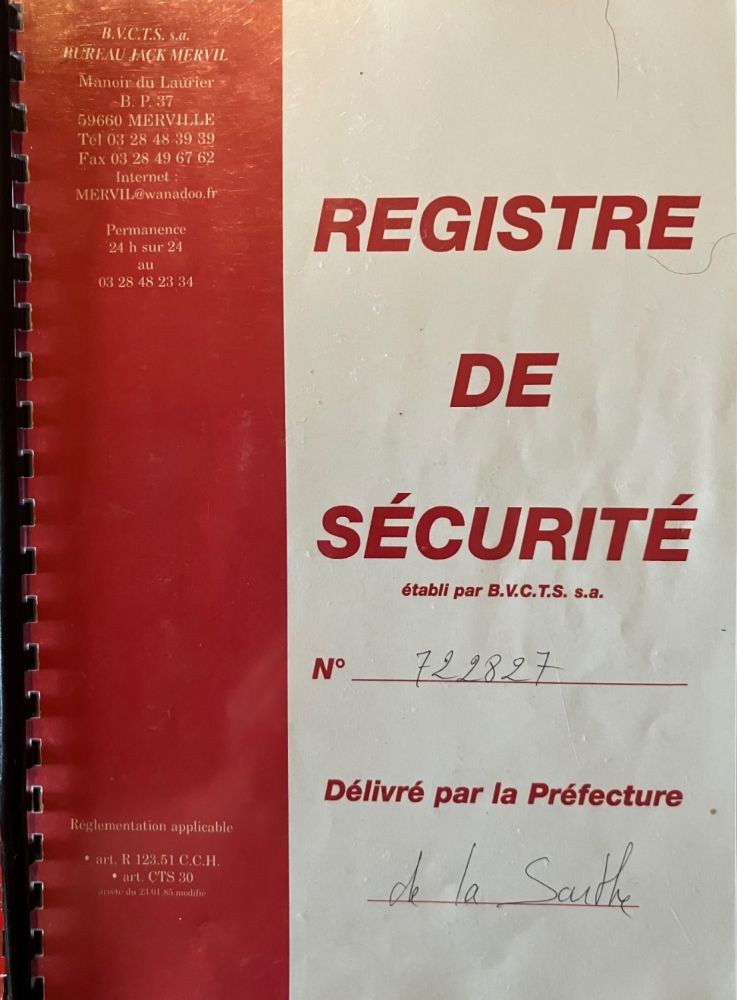 B.V.C.T.S. s.a.
BUREAU JACK MERVIL
Manoir du Laurier
B. P. 37
59660 MERVILLE
Tél 03 28 48 39 39
Fax 03 28 49 67 62
Internet :
MERVIL@wanadoo.fr
Permanence
24 h sur 24
au
03 28 48 23 34
REGISTRE
DE
SÉCURITÉ
établi par B.V.C.T.S. s.a.
N° 722827
Délivré par la Préfecture
de la Sarthe
Réglementation applicable
• art. R 123.51 C.C.H.
• art. CTS 30
arrêté du 23 01 85 modifié